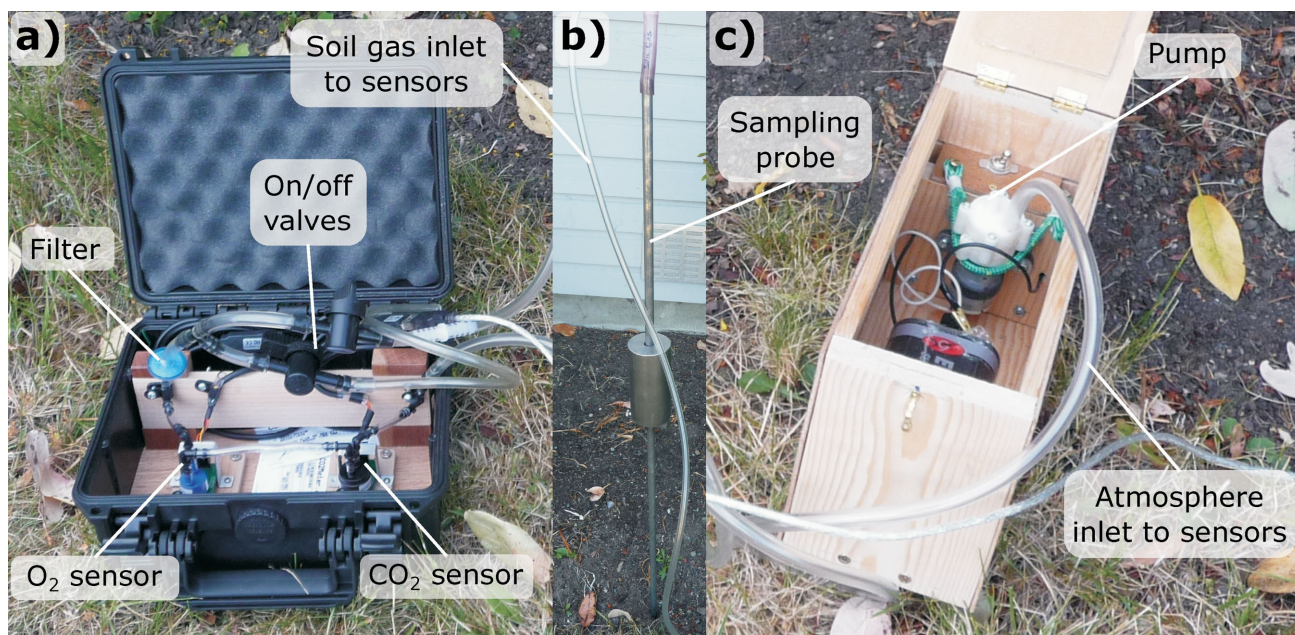 a)
Soil gas inlet
to sensors
On/off
valves
Filter
O₂ sensor
CO₂ sensor
b)
Sampling
probe
c)
Pump
Atmosphere
inlet to sensors